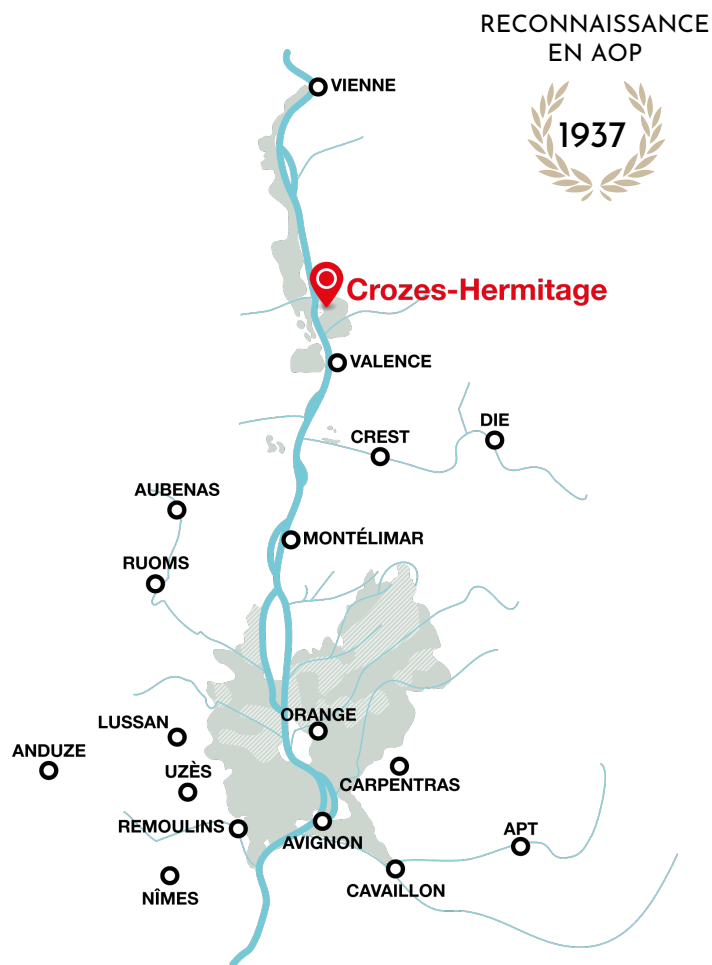 RECONNAISSANCE
EN AOP
1937
VIENNE
Crozes-Hermitage
VALENCE
DIE
CREST
AUBENAS
MONTÉLIMAR
RUOMS
ORANGE
LUSSAN
ANDUZE
UZÈS
CARPENTRAS
REMOULINS
APT
AVIGNON
CAVAILLON
NÎMES